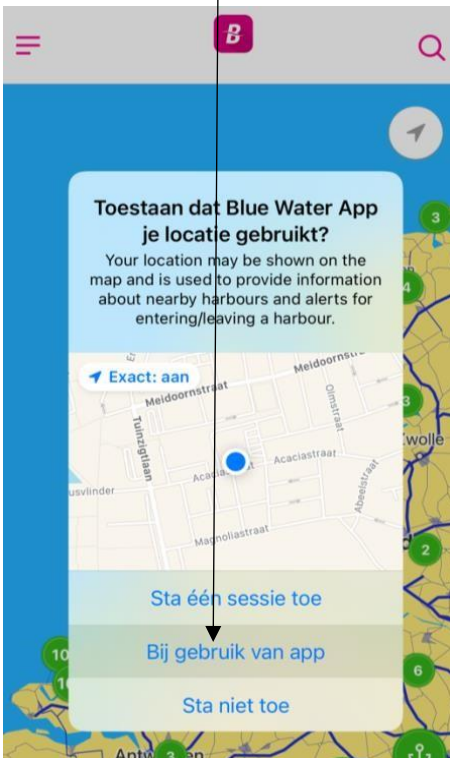 B
3
Toestaan dat Blue Water App
je locatie gebruikt?
Your location may be shown on the
map and is used to provide information
about nearby harbours and alerts for
entering/leaving a harbour.
4
Exact: aan
Meidoornstraat
Meidoornstr
Tuinzigtlaan
Olmstraat
3
wolle
Acaciastraat
usvlinder
Abeelstraat
Magnoliastraat
2
Sta één sessie toe
10
Bij gebruik van app
6
Sta niet toe
3